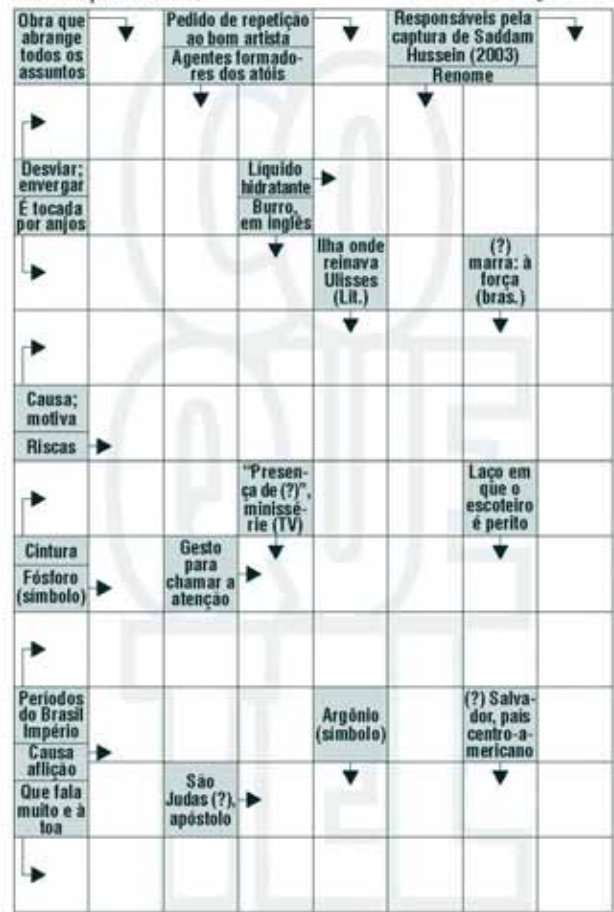 Obra que
abrange
todos os
assuntos
Pedido de repetição
ao bom artista
Agentes formado-
res dos atóis
Responsáveis pela
captura de Saddam
Hussein (2003)
Renome
Desviar;
envergar
É tocada
por anjos
Líquido
hidratante
Burro,
em inglês
Ilha onde
reinava
Ulisses
(Lit.)
(?)
marra: à
força
(bras.)
Causa;
motiva
Riscas
"Presen-
ça de (?)",
minissé-
rie (TV)
Laço em
que o
escoteiro
é perito
Cintura
Fósforo
(símbolo)
Gesto
para
chamar a
atenção
Períodos
do Brasil
Império
Causa
aflição
Que fala
muito e à
toa
Argônio
(símbolo)
(?) Salva-
dor, país
centro-a-
mericano
São
Judas (?),
apóstolo